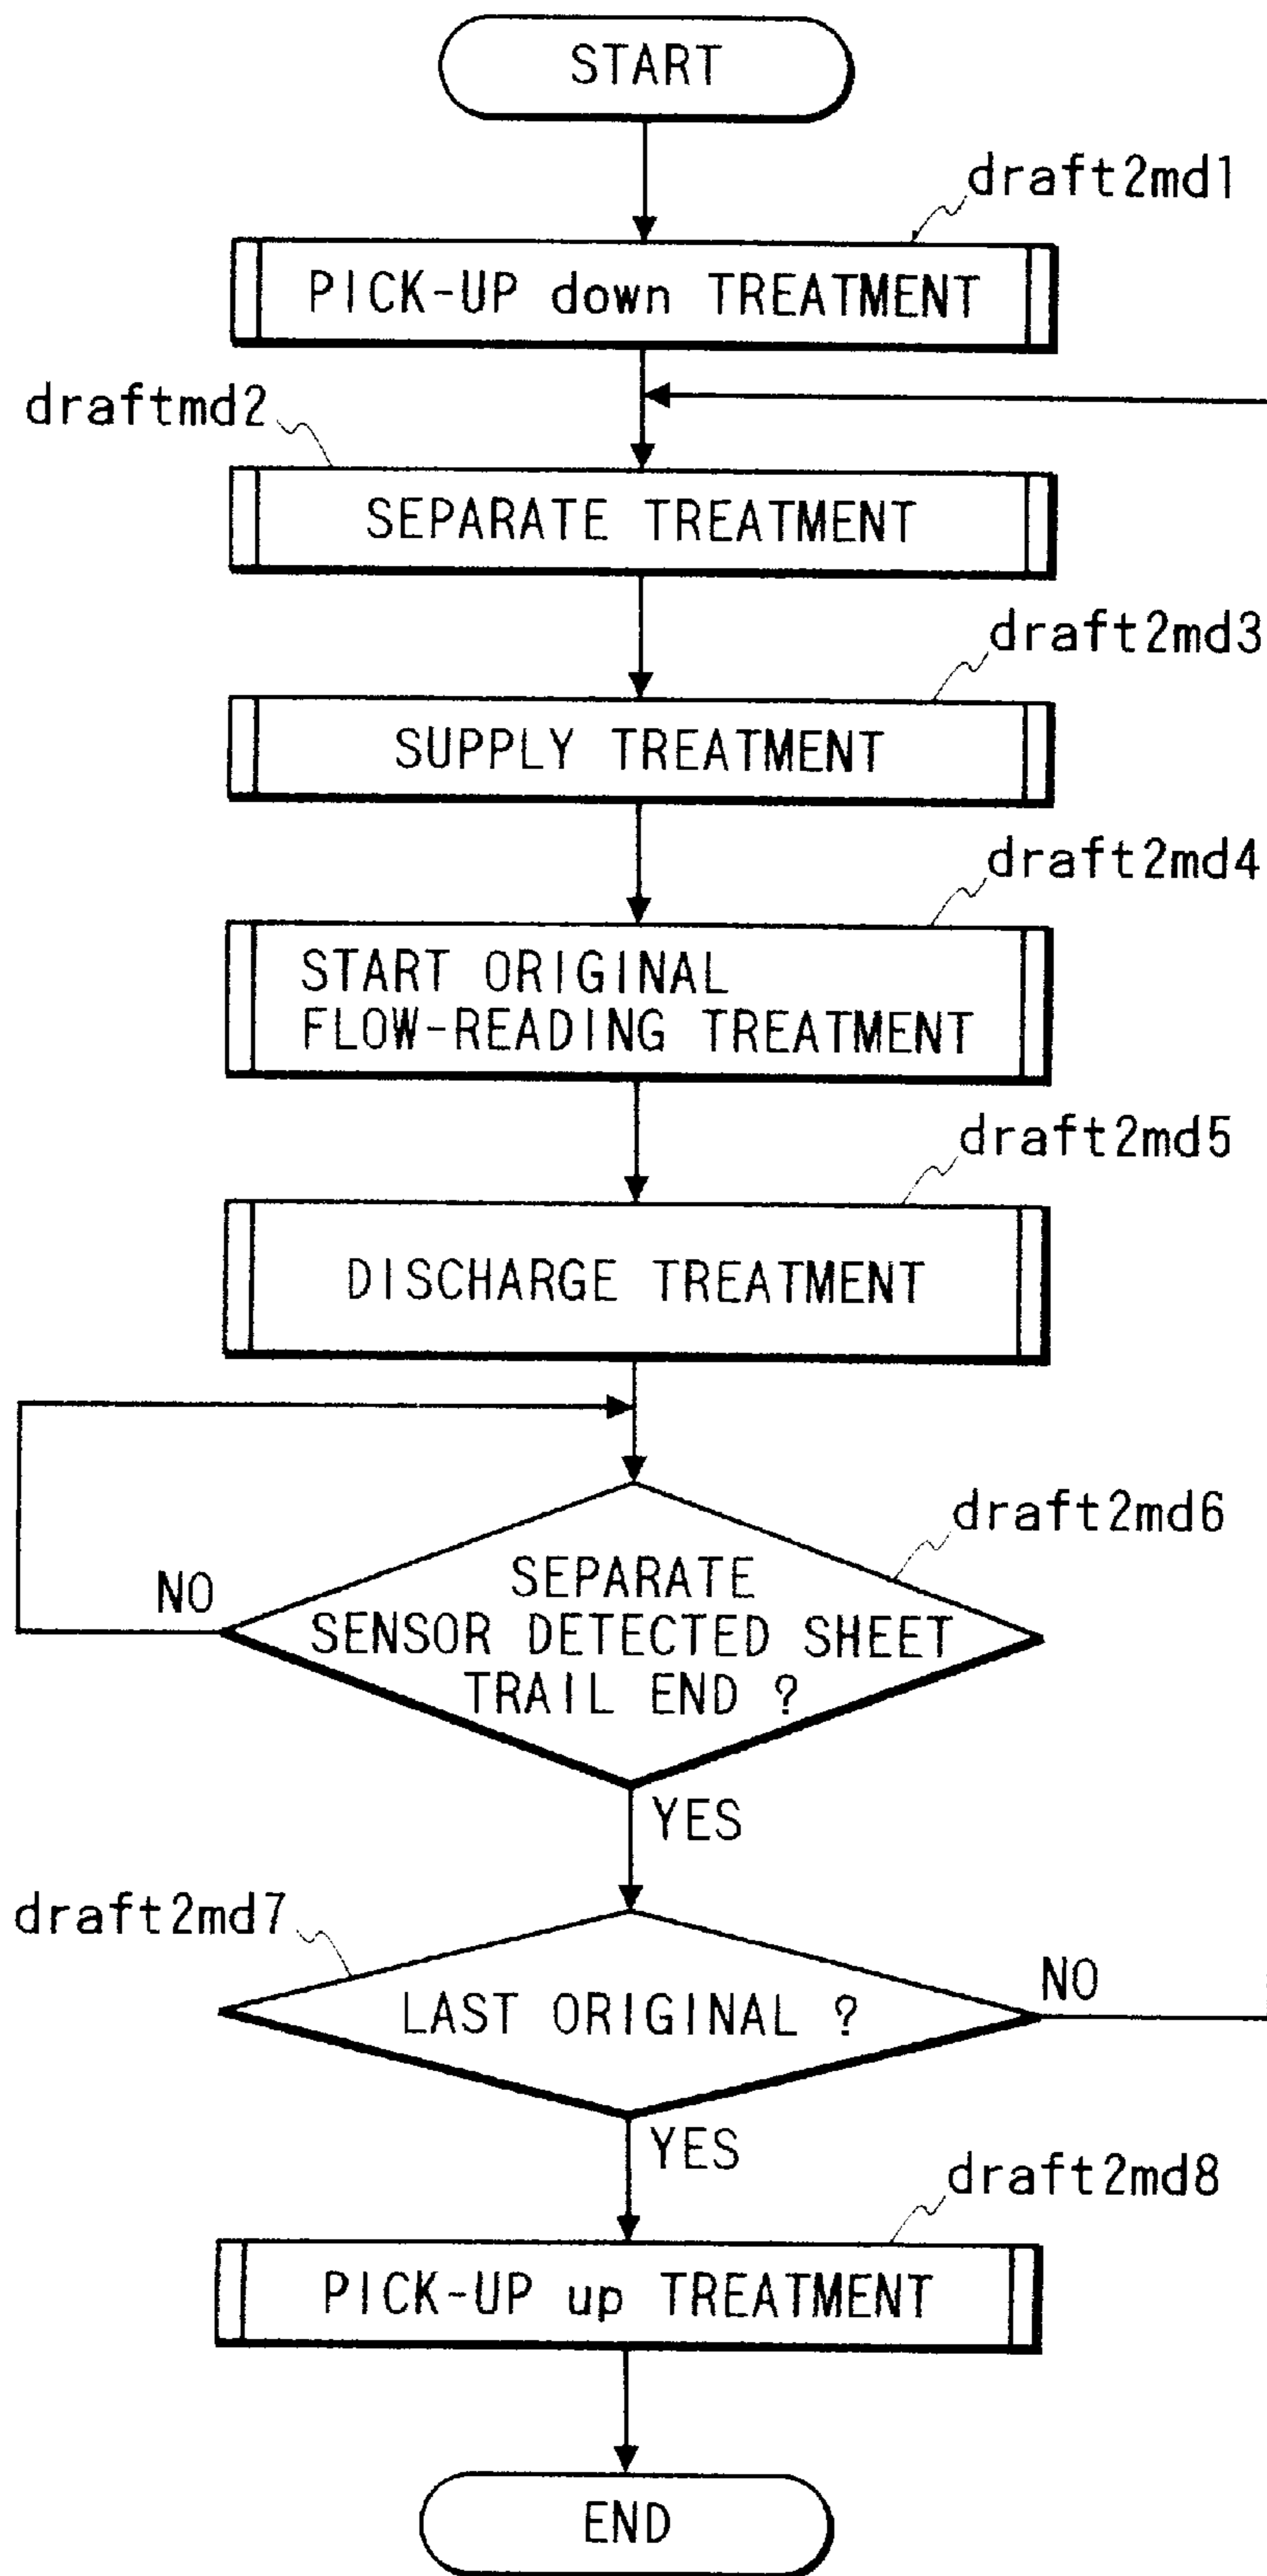 START
draft2md1
PICK-UP down TREATMENT
draftmd2
SEPARATE TREATMENT
draft2md3
SUPPLY TREATMENT
draft2md4
START ORIGINAL
FLOW-READING TREATMENT
draft2md5
DISCHARGE TREATMENT
draft2md6
NO
SEPARATE
SENSOR DETECTED SHEET
TRAIL END ?
YES
draft2md7
NO
LAST ORIGINAL ?
YES
draft2md8
PICK-UP up TREATMENT
END